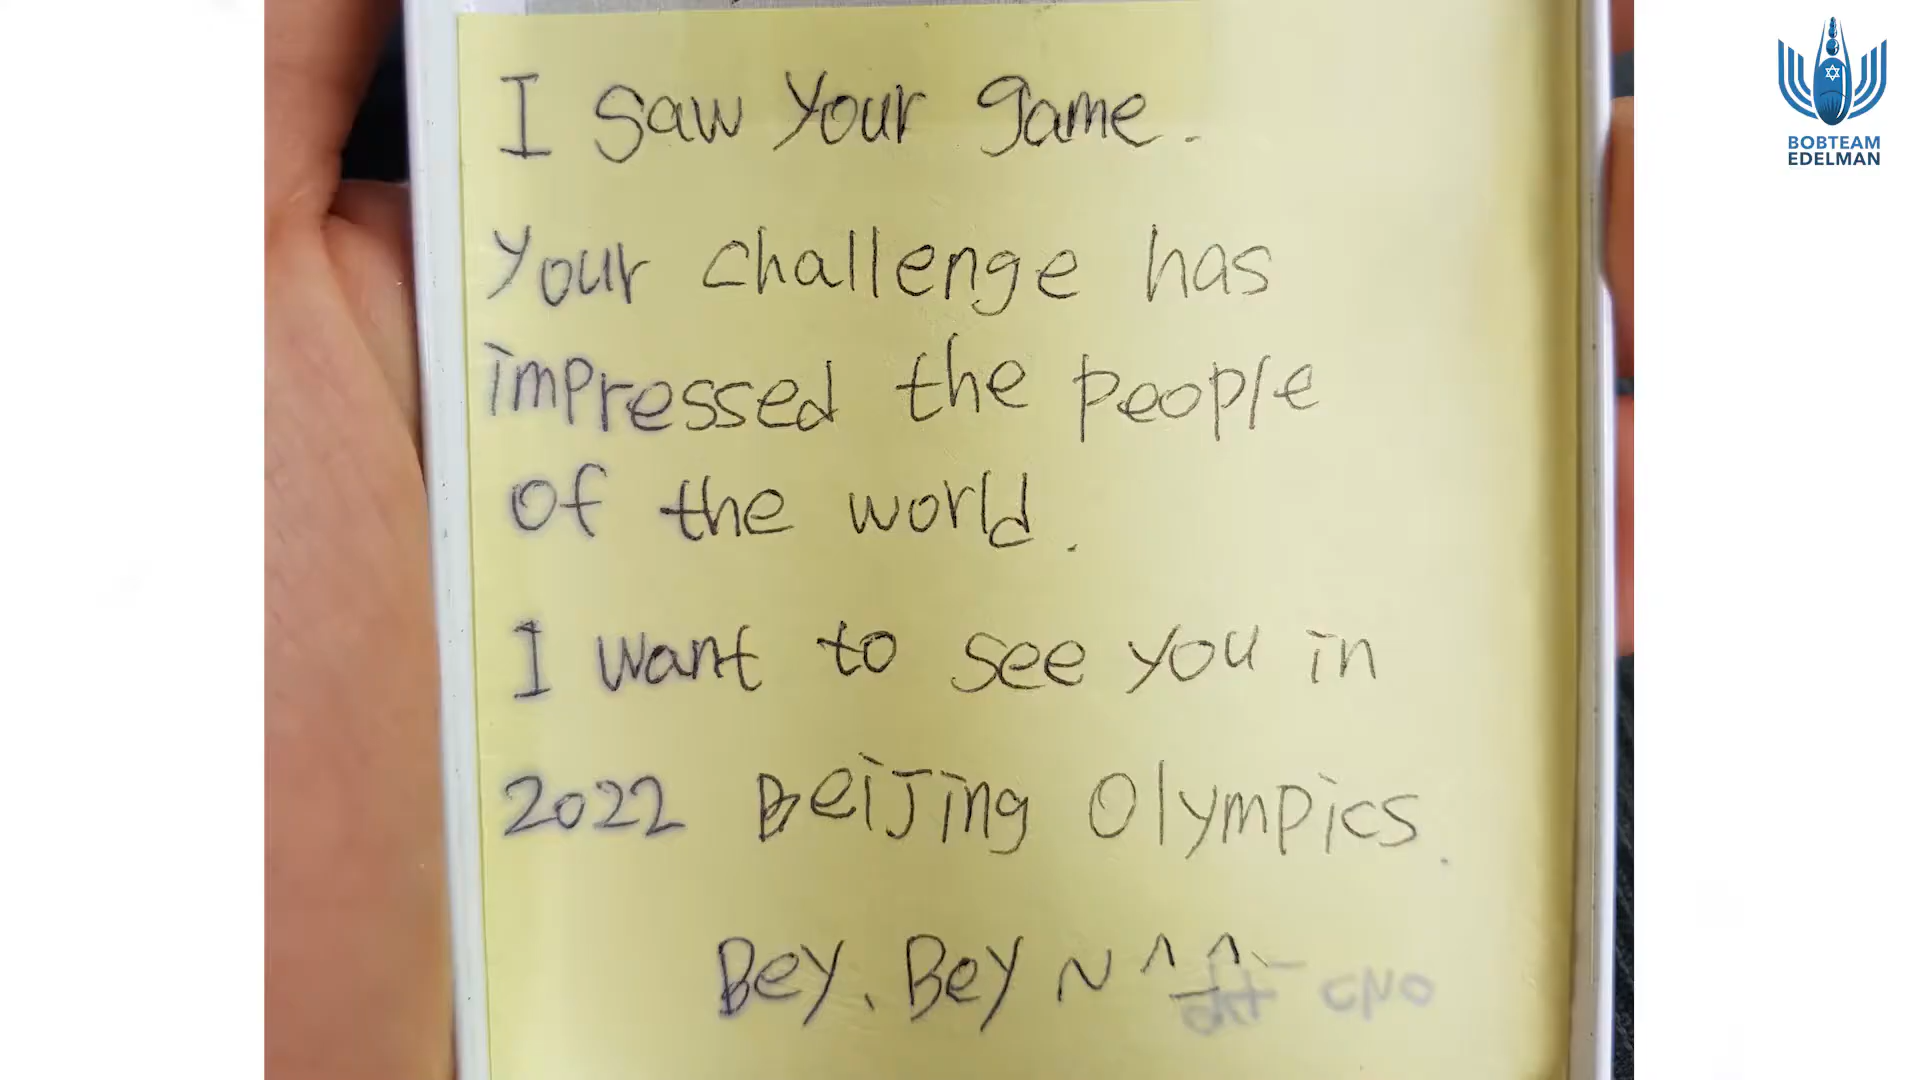 I saw your game.
Your challenge has
impressed the people
of the world.
I want to see you in
2022 Beijing Olympics.
Bey, Bey ~ ^_^
BOBTEAM
EDELMAN